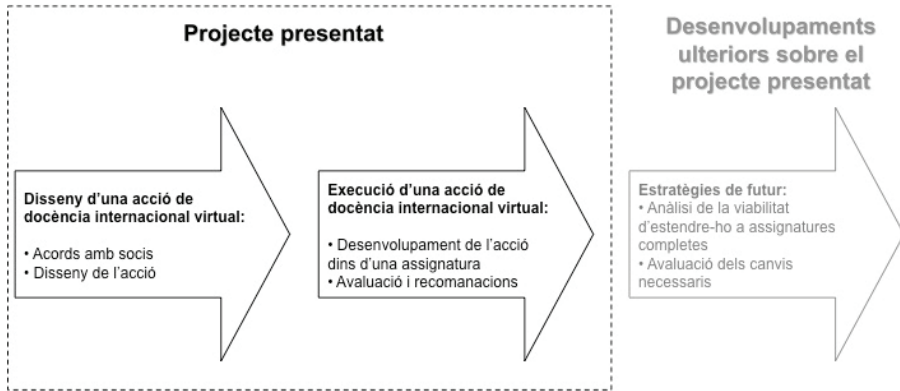 Projecte presentat
Desenvolupaments
ulteriors sobre el
projecte presentat
Disseny d'una acció de
docència internacional virtual:
• Acords amb socis
• Disseny de l'acció
Execució d'una acció de
docència internacional virtual:
• Desenvolupament de l'acció
dins d'una assignatura
• Avaluació i recomanacions
Estratègies de futur:
• Anàlisi de la viabilitat
d'estendre-ho a assignatures
completes
• Avaluació dels canvis
necessaris